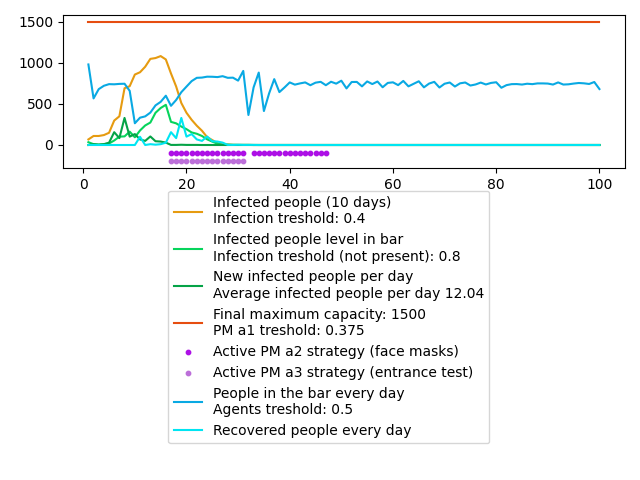 1500
1000
500
0
0
20
40
60
80
100
Infected people (10 days)
Infection treshold: 0.4
Infected people level in bar
Infection treshold (not present): 0.8
New infected people per day
Average infected people per day 12.04
Final maximum capacity: 1500
PM a1 treshold: 0.375
Active PM a2 strategy (face masks)
Active PM a3 strategy (entrance test)
People in the bar every day
Agents treshold: 0.5
Recovered people every day